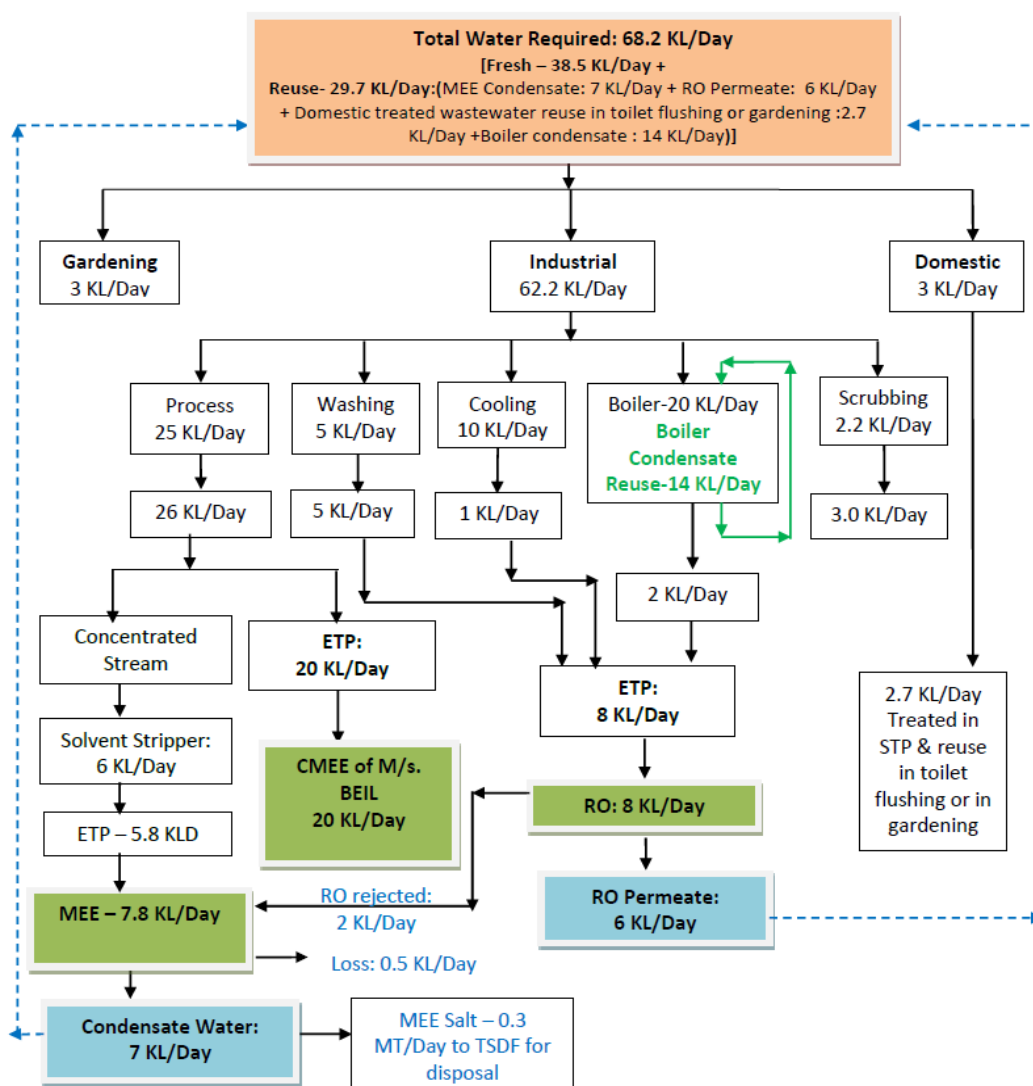 Total Water Required: 68.2 KL/Day
[Fresh – 38.5 KL/Day +
Reuse- 29.7 KL/Day:(MEE Condensate: 7 KL/Day + RO Permeate: 6 KL/Day
+ Domestic treated wastewater reuse in toilet flushing or gardening :2.7
KL/Day +Boiler condensate : 14 KL/Day)]
Gardening
3 KL/Day
Industrial
62.2 KL/Day
Domestic
3 KL/Day
Process
25 KL/Day
Washing
5 KL/Day
Cooling
10 KL/Day
Boiler-20 KL/Day
Boiler
Condensate
Reuse-14 KL/Day
Scrubbing
2.2 KL/Day
26 KL/Day
5 KL/Day
1 KL/Day
3.0 KL/Day
2 KL/Day
Concentrated
Stream
ETP:
20 KL/Day
ETP:
8 KL/Day
2.7 KL/Day
Treated in
STP & reuse
in toilet
flushing or in
gardening
Solvent Stripper:
6 KL/Day
CMEE of M/s.
BEIL
20 KL/Day
RO: 8 KL/Day
ETP – 5.8 KLD
MEE – 7.8 KL/Day
RO rejected:
2 KL/Day
RO Permeate:
6 KL/Day
Loss: 0.5 KL/Day
Condensate Water:
7 KL/Day
MEE Salt – 0.3
MT/Day to TSDF for
disposal